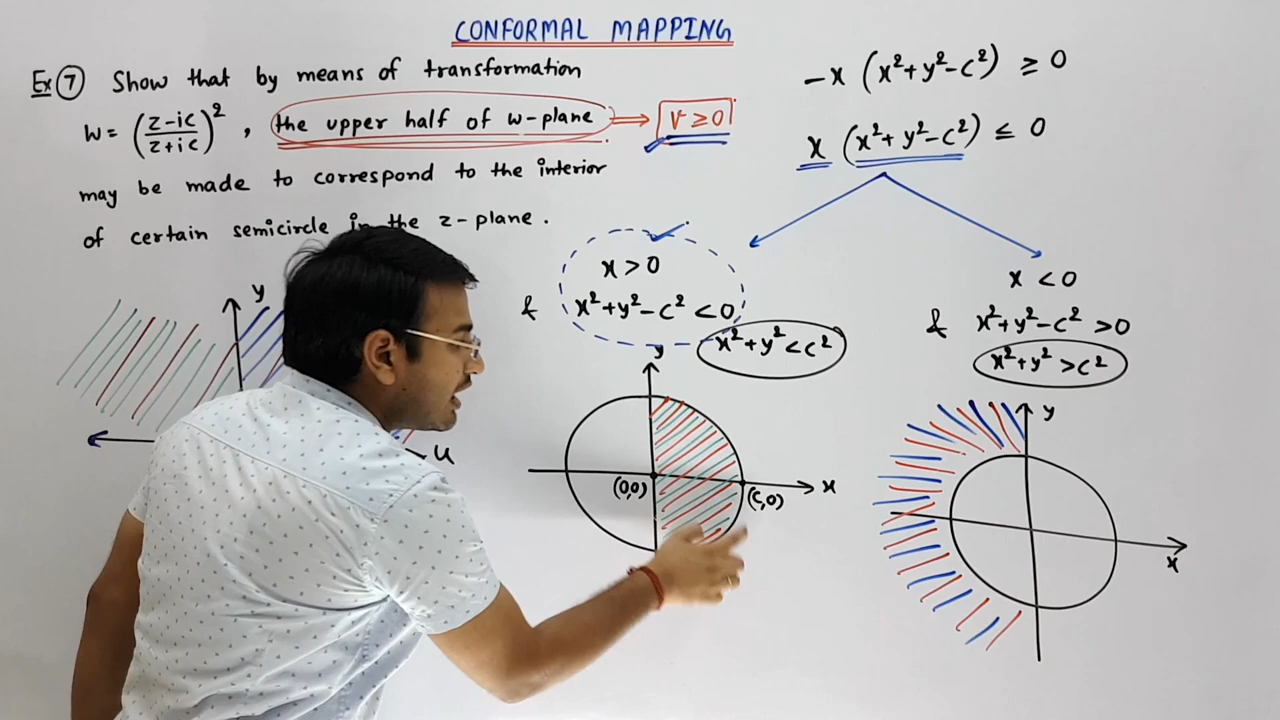 CONFORMAL MAPPING
Ex 7 Show that by means of transformation
W = ((z-ic)/(z+ic))², the upper half of w-plane ⇒ V ≥ 0
may be made to correspond to the interior
of certain semicircle in the z-plane.
-x (x²+y²-c²) ≥ 0
x (x²+y²-c²) ≤ 0
x > 0
& x²+y²-c² < 0
x²+y² < c²
x < 0
& x²+y²-c² > 0
x²+y² > c²
y
u
y
(0,0)
(c,0)
x
y
x